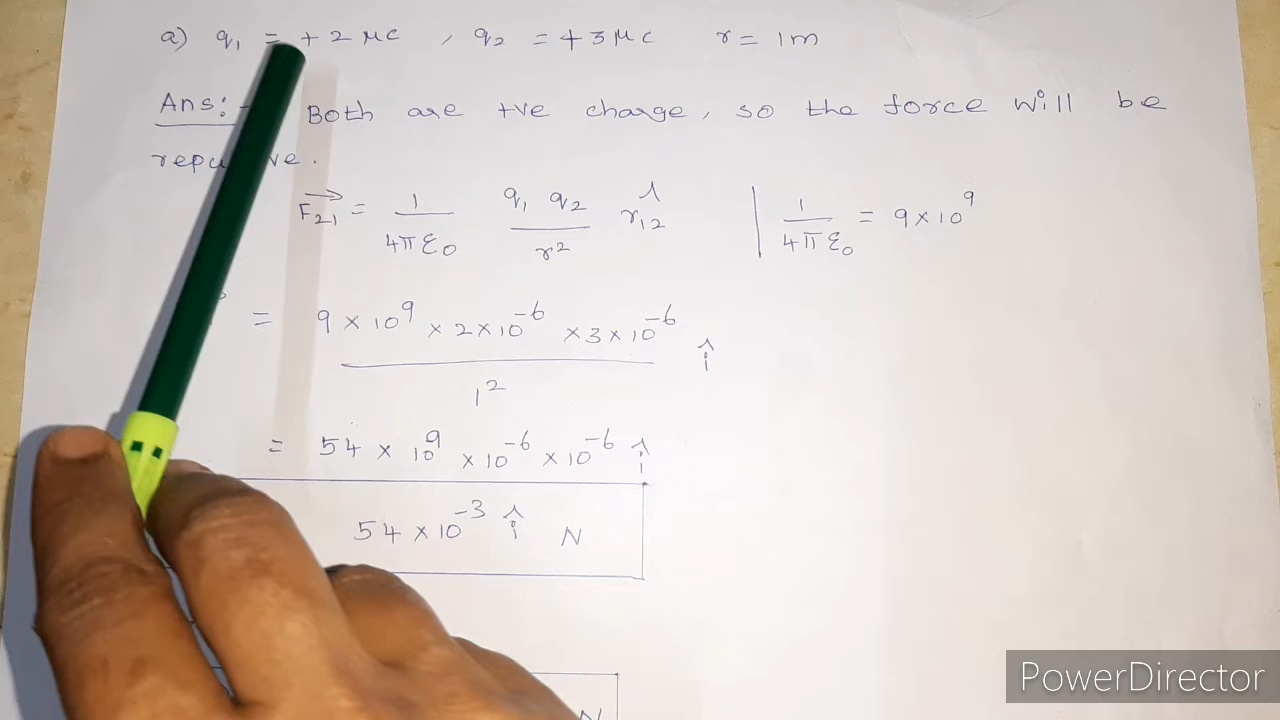 a) q₁ = +2 μc , q₂ = +3 μc r = 1m
Ans: - Both are +ve charge, so the force will be
F₂₁ = 1/4πε₀ q₁ q₂/r² r̂₁₂ | 1/4πε₀ = 9×10⁹
= 9 × 10⁹ × 2×10⁻⁶ × 3×10⁻⁶ / 1² î
= 54 × 10⁹ × 10⁻⁶ × 10⁻⁶ î
54 × 10⁻³ î N
N
PowerDirector